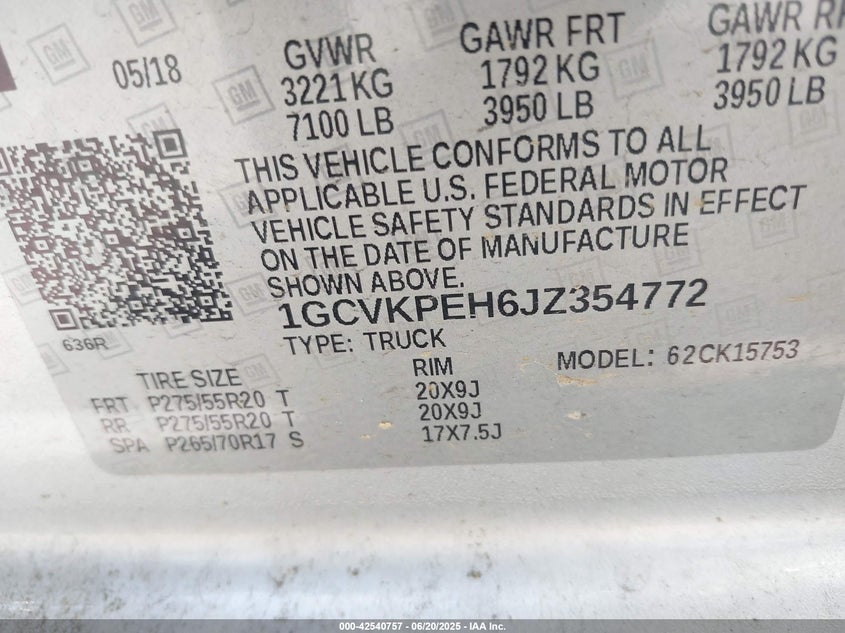 05/18
GVWR
3221 KG
7100 LB
GAWR FRT
1792 KG
3950 LB
GAWR
1792 KG
3950 LB
THIS VEHICLE CONFORMS TO ALL
APPLICABLE U.S. FEDERAL MOTOR
VEHICLE SAFETY STANDARDS IN EFFECT
ON THE DATE OF MANUFACTURE
SHOWN ABOVE.
1GCVKPEH6JZ354772
636R
TYPE: TRUCK
MODEL: 62CK15753
TIRE SIZE RIM
FRT P275/55R20 T 20X9J
RR P275/55R20 T 20X9J
SPA P265/70R17 S 17X7.5J
GM
000-42540757 | 06/20/2025 | IAA Inc.